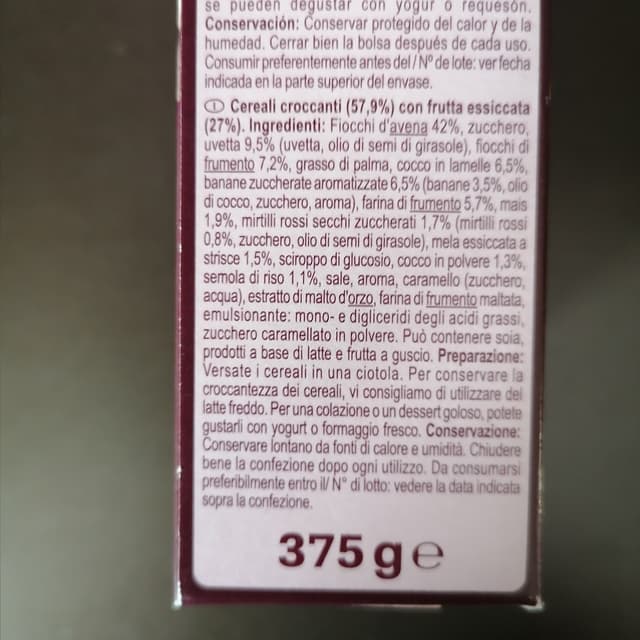 se pueden degustar con yogur o requesón.
Conservación: Conservar protegido del calor y de la
humedad. Cerrar bien la bolsa después de cada uso.
Consumir preferentemente antes del / Nº de lote: ver fecha
indicada en la parte superior del envase.
I Cereali croccanti (57,9%) con frutta essiccata
(27%). Ingredienti: Fiocchi d'avena 42%, zucchero,
uvetta 9,5% (uvetta, olio di semi di girasole), fiocchi di
frumento 7,2%, grasso di palma, cocco in lamelle 6,5%,
banane zuccherate aromatizzate 6,5% (banane 3,5%, olio
di cocco, zucchero, aroma), farina di frumento 5,7%, mais
1,9%, mirtilli rossi secchi zuccherati 1,7% (mirtilli rossi
0,8%, zucchero, olio di semi di girasole), mela essiccata a
strisce 1,5%, sciroppo di glucosio, cocco in polvere 1,3%,
semola di riso 1,1%, sale, aroma, caramello (zucchero,
acqua), estratto di malto d'orzo, farina di frumento maltata,
emulsionante: mono- e digliceridi degli acidi grassi,
zucchero caramellato in polvere. Può contenere soia,
prodotti a base di latte e frutta a guscio. Preparazione:
Versate i cereali in una ciotola. Per conservare la
croccantezza dei cereali, vi consigliamo di utilizzare del
latte freddo. Per una colazione o un dessert goloso, potete
gustarli con yogurt o formaggio fresco. Conservazione:
Conservare lontano da fonti di calore e umidità. Chiudere
bene la confezione dopo ogni utilizzo. Da consumarsi
preferibilmente entro il/ N° di lotto: vedere la data indicata
sopra la confezione.
375 g e